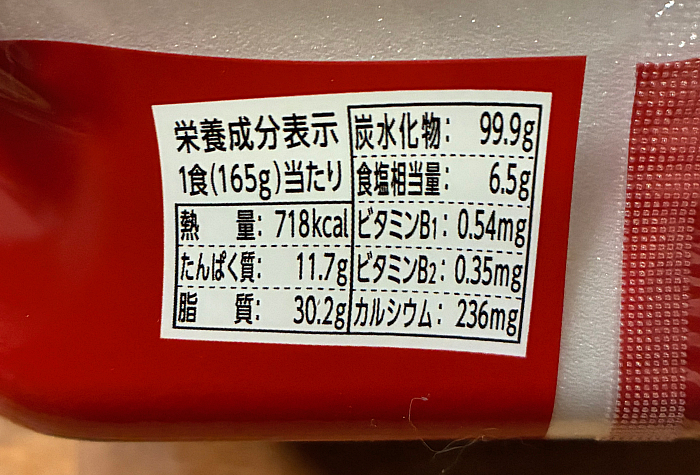 栄養成分表示
1食(165g)当たり
熱量: 718kcal
たんぱく質: 11.7g
脂質: 30.2g
炭水化物: 99.9g
食塩相当量: 6.5g
ビタミンB1: 0.54mg
ビタミンB2: 0.35mg
カルシウム: 236mg